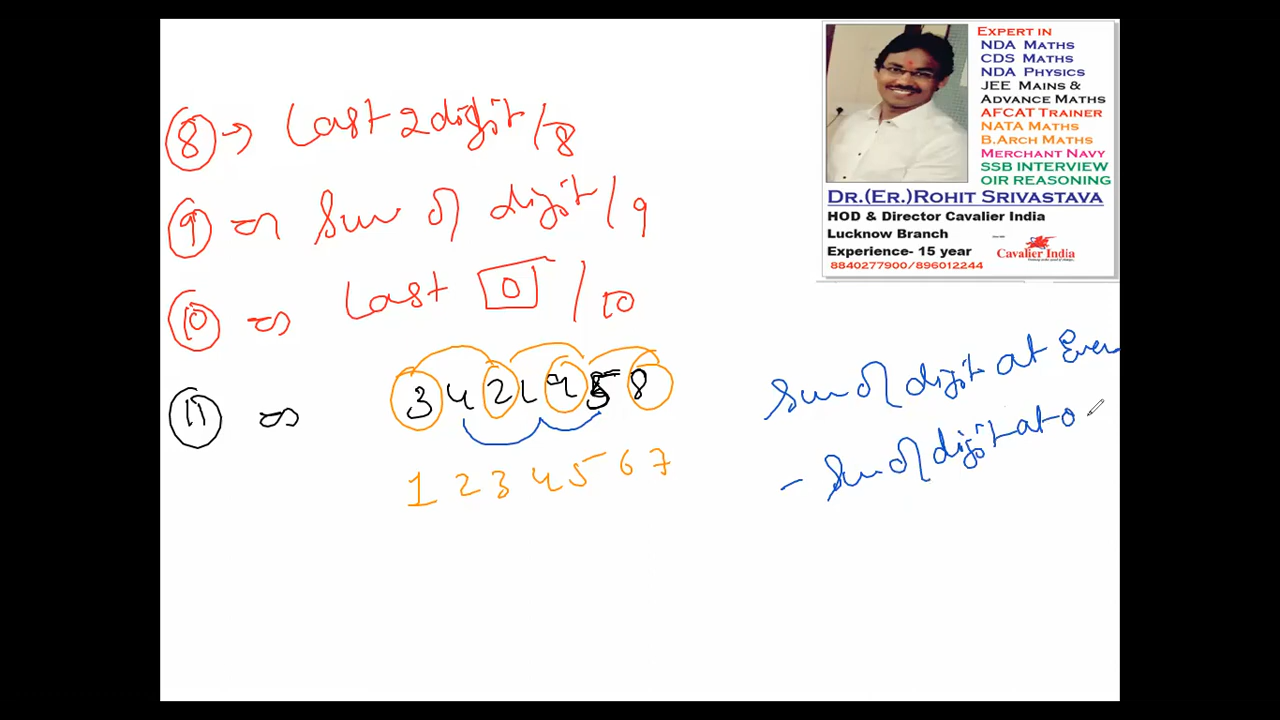 ⑧ → Last 2 digit / 8
⑨ ⇒ Sum of digit / 9
⑩ ⇒ Last 0 / 10
⑪ ⇒ 3 4 2 1 9 5 8
1 2 3 4 5 6 7
Sum of digit at Even
- Sum of digit at o
EXPERT IN
NDA MATHS
CDS MATHS
NDA PHYSICS
JEE MAINS &
ADVANCE MATHS
AFCAT TRAINER
NATA MATHS
B.ARCH MATHS
MERCHANT NAVY
SSB INTERVIEW
OIR REASONING
DR.(ER.)ROHIT SRIVASTAVA
HOD & Director Cavalier India
Lucknow Branch
Experience- 15 year
Cavalier India
8840277900/896012244